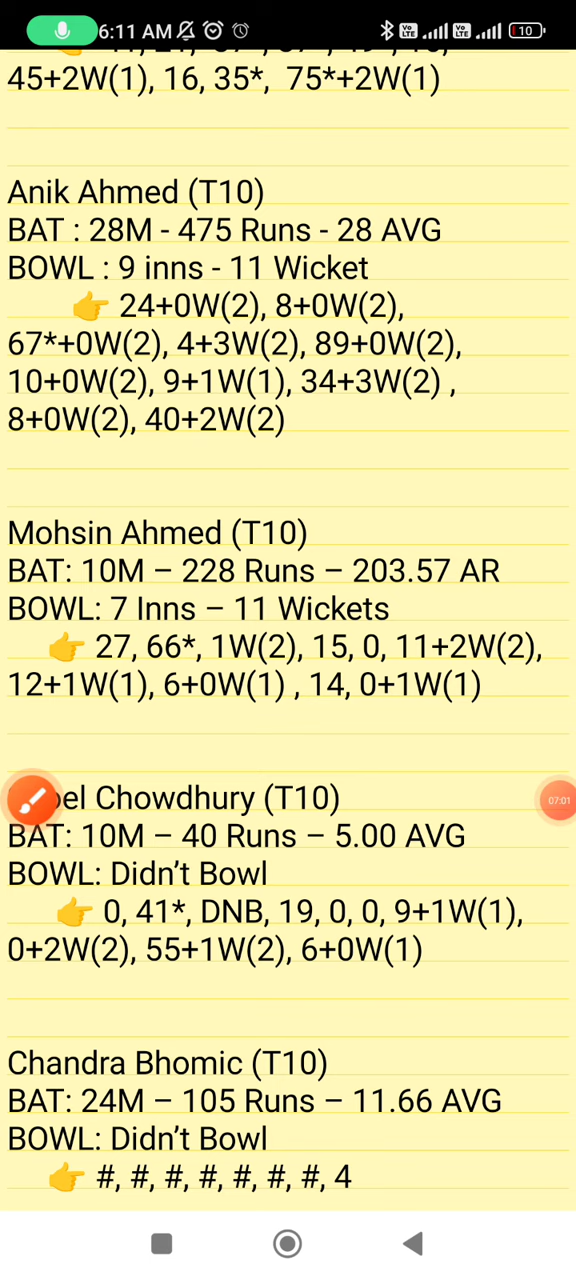 6:11 AM
10
45+2W(1), 16, 35*, 75*+2W(1)
Anik Ahmed (T10)
BAT : 28M - 475 Runs - 28 AVG
BOWL : 9 inns - 11 Wicket
👉 24+0W(2), 8+0W(2),
67*+0W(2), 4+3W(2), 89+0W(2),
10+0W(2), 9+1W(1), 34+3W(2) ,
8+0W(2), 40+2W(2)
Mohsin Ahmed (T10)
BAT: 10M – 228 Runs – 203.57 AR
BOWL: 7 Inns – 11 Wickets
👉 27, 66*, 1W(2), 15, 0, 11+2W(2),
12+1W(1), 6+0W(1) , 14, 0+1W(1)
Chowdhury (T10)
07:01
BAT: 10M – 40 Runs – 5.00 AVG
BOWL: Didn’t Bowl
👉 0, 41*, DNB, 19, 0, 0, 9+1W(1),
0+2W(2), 55+1W(2), 6+0W(1)
Chandra Bhomic (T10)
BAT: 24M – 105 Runs – 11.66 AVG
BOWL: Didn’t Bowl
👉 #, #, #, #, #, #, #, 4